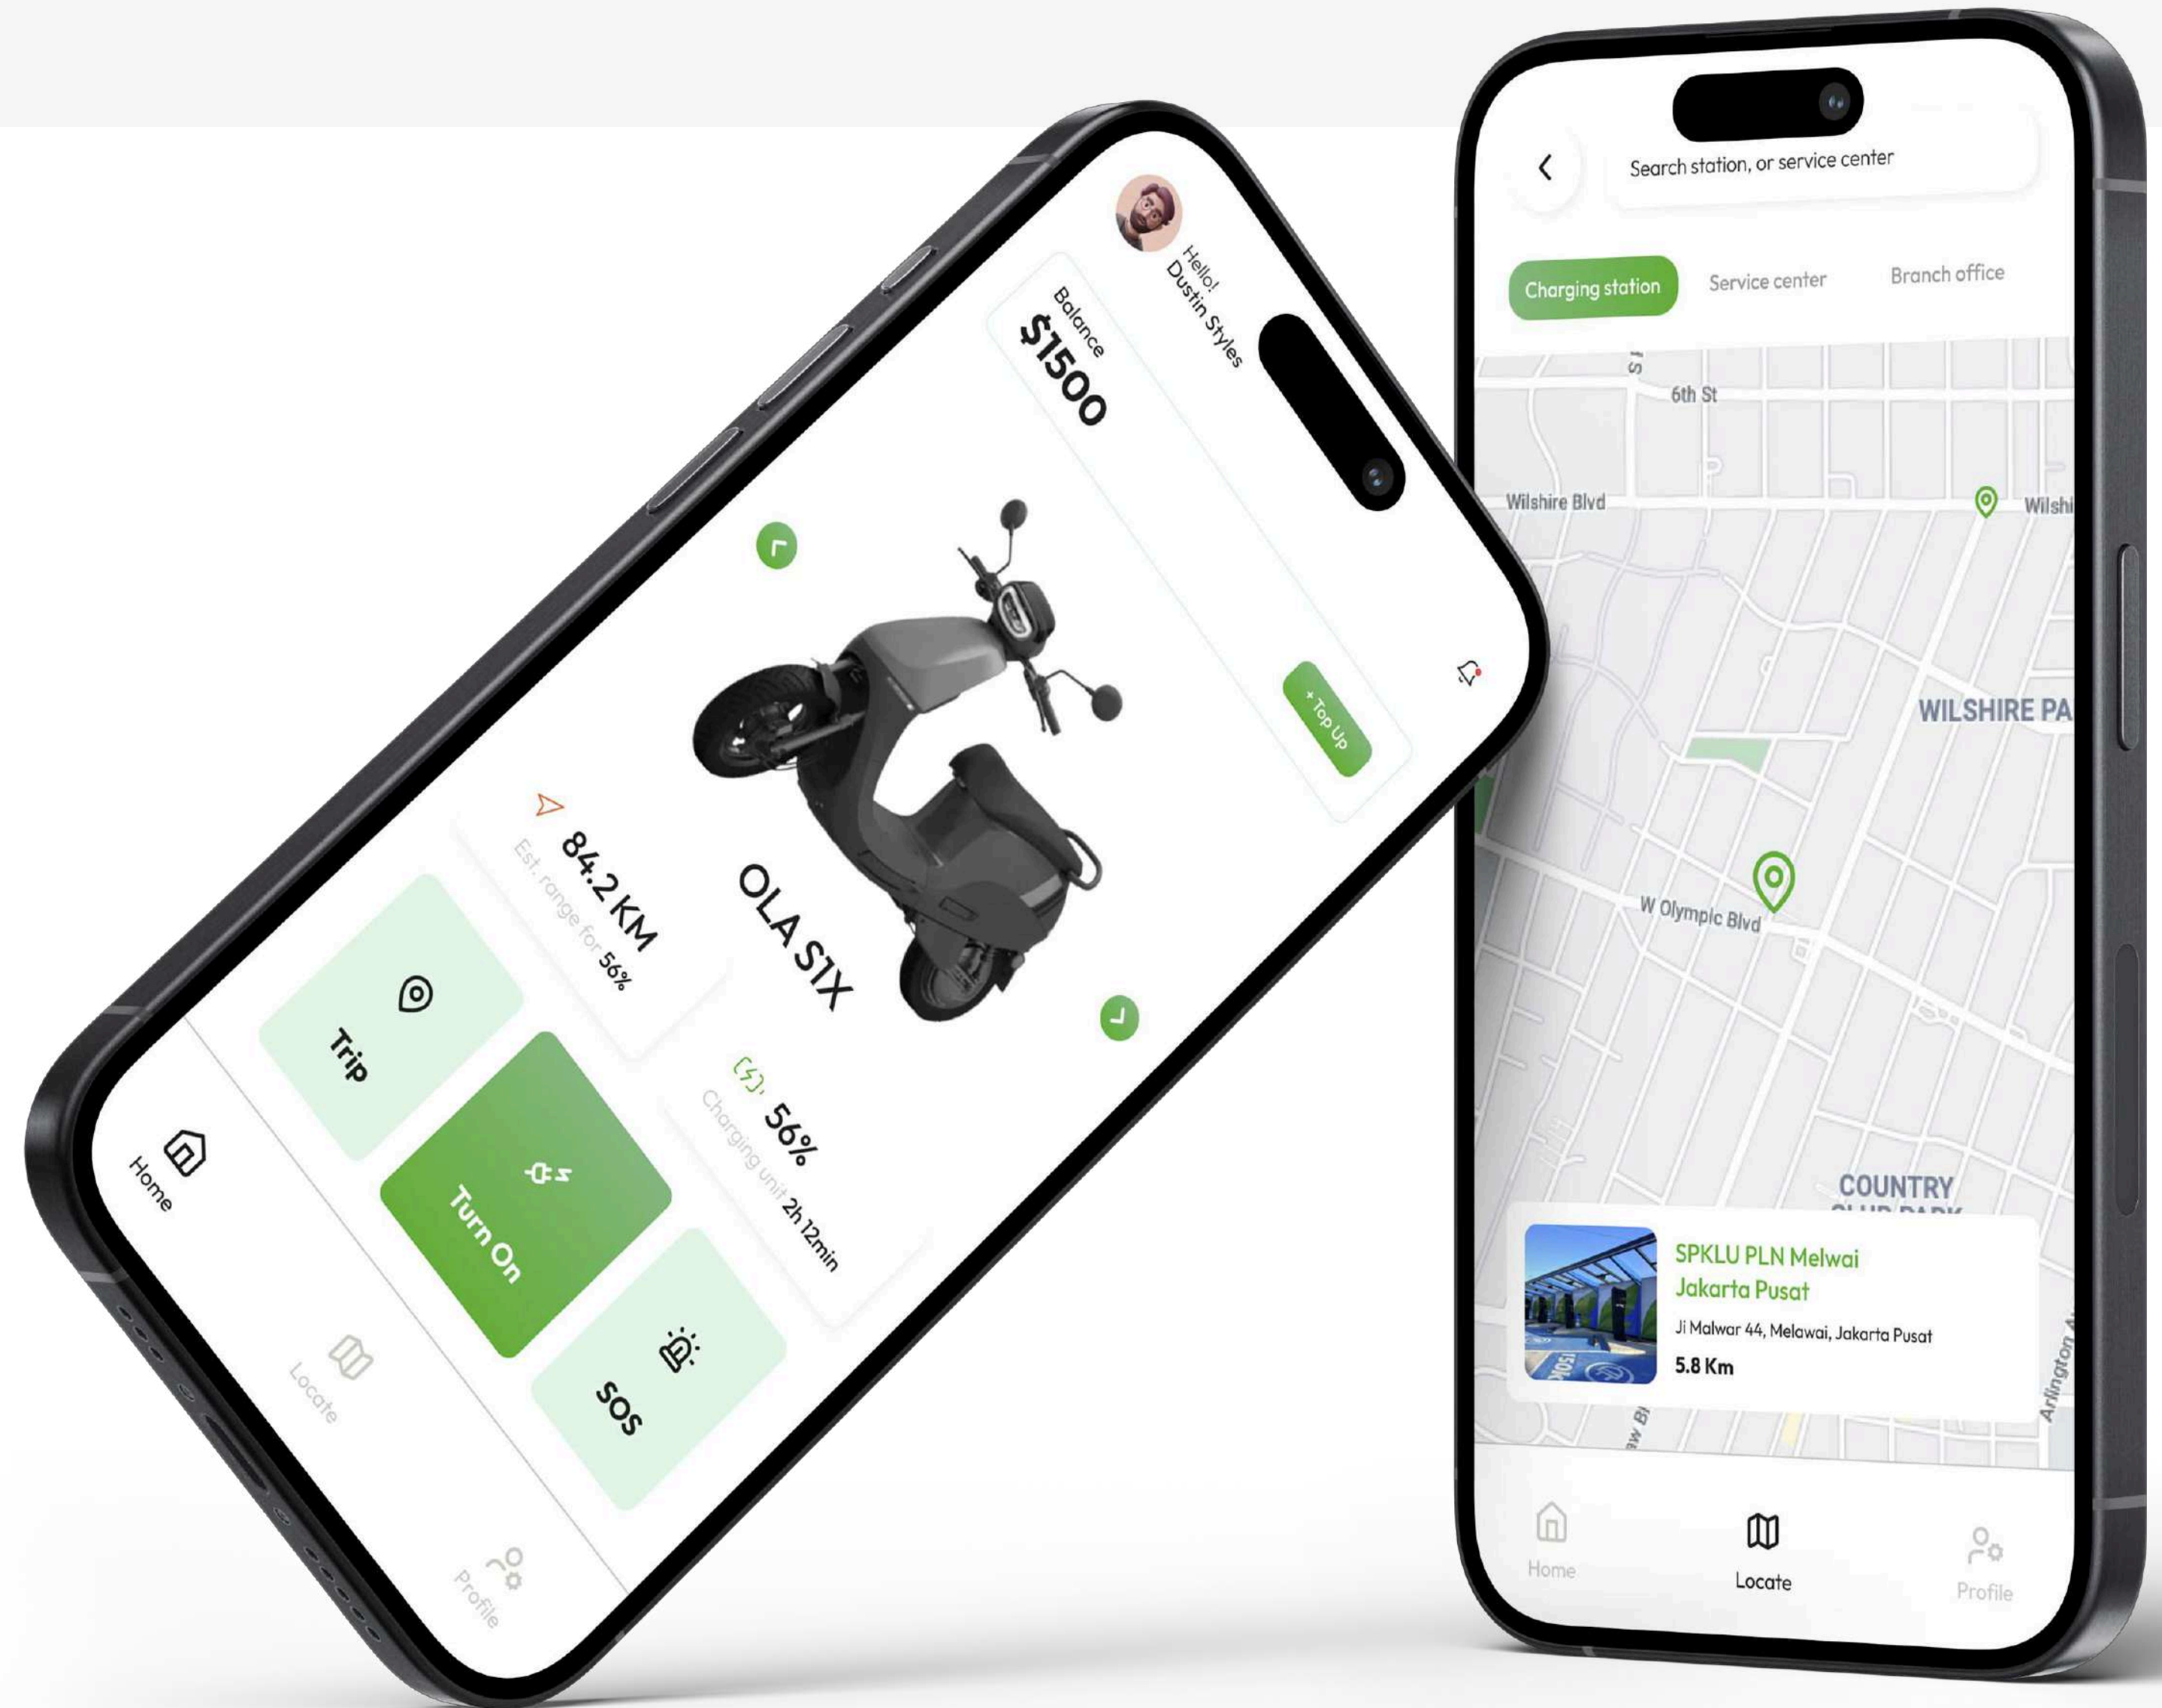 Hello!
Dustin Styles
Balance
$1500
+ Top Up
OLA S1X
84.2 KM
Est. range for 56%
56%
Charging unit 2h 12min
Trip
Turn On
SOS
Home
Locate
Profile
Search station, or service center
Charging station
Service center
Branch office
6th St
Wilshire Blvd
Wilshi
WILSHIRE PA
W Olympic Blvd
COUNTRY
CLUB PARK
SPKLU PLN Melwai
Jakarta Pusat
Ji Malwar 44, Melawai, Jakarta Pusat
5.8 Km
Arlington A
Home
Locate
Profile